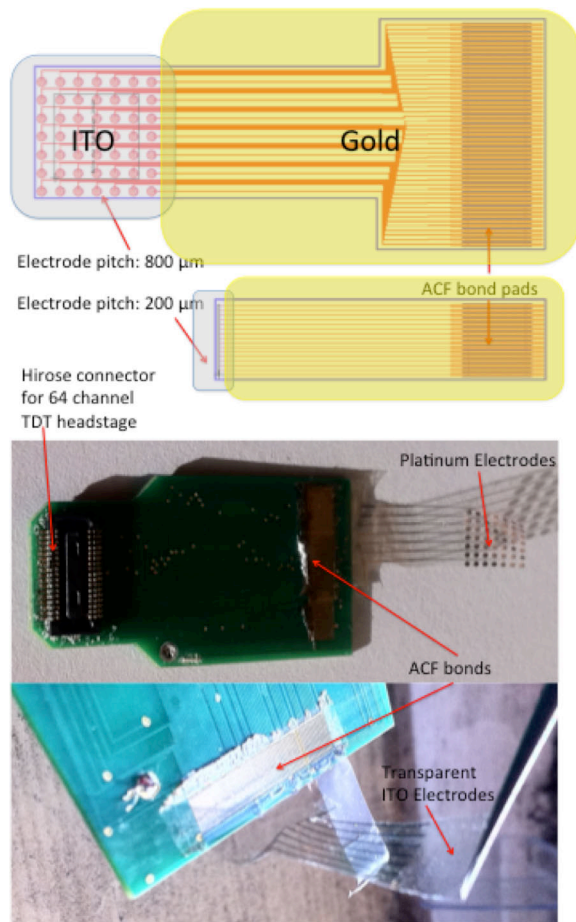 ITO
Gold
Electrode pitch: 800 µm
Electrode pitch: 200 µm
ACF bond pads
Hirose connector
for 64 channel
TDT headstage
Platinum Electrodes
ACF bonds
Transparent
ITO Electrodes